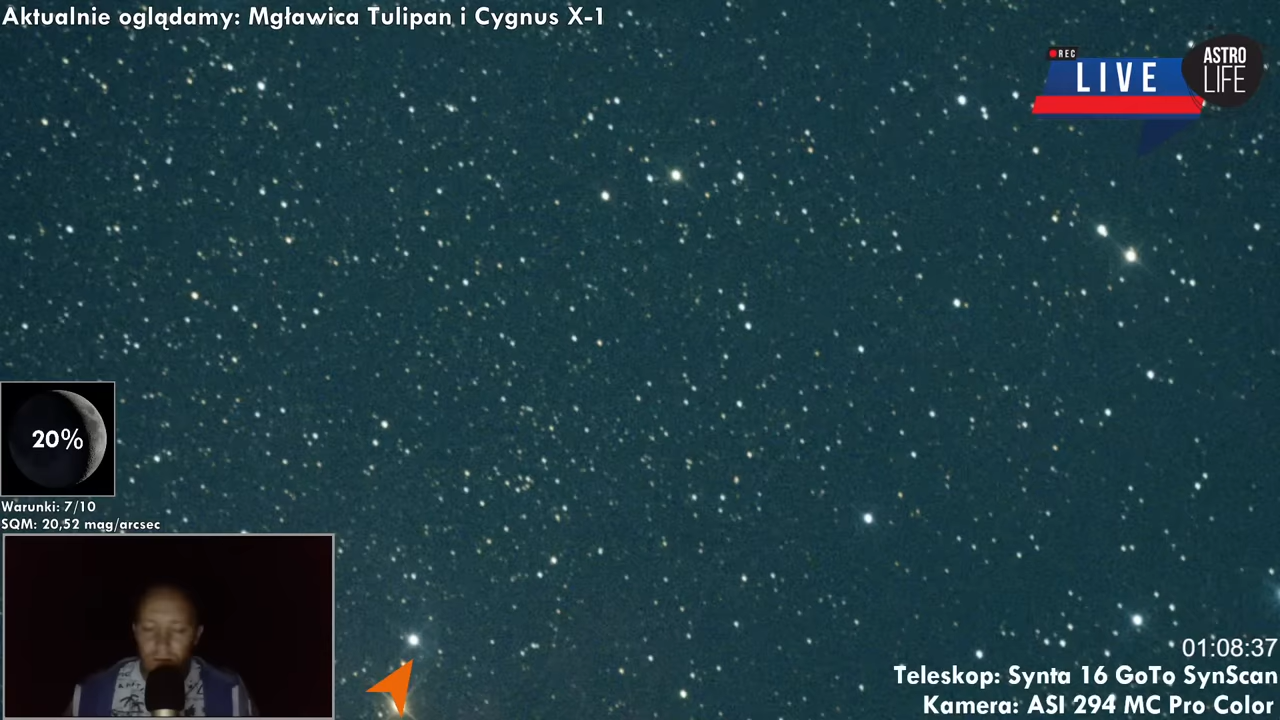 Aktualnie oglądamy: Mgławica Tulipan i Cygnus X-1
REC
LIVE
ASTRO
LIFE
20%
Warunki: 7/10
SQM: 20,52 mag/arcsec
01:08:37
Teleskop: Synta 16 GoTo SynScan
Kamera: ASI 294 MC Pro Color